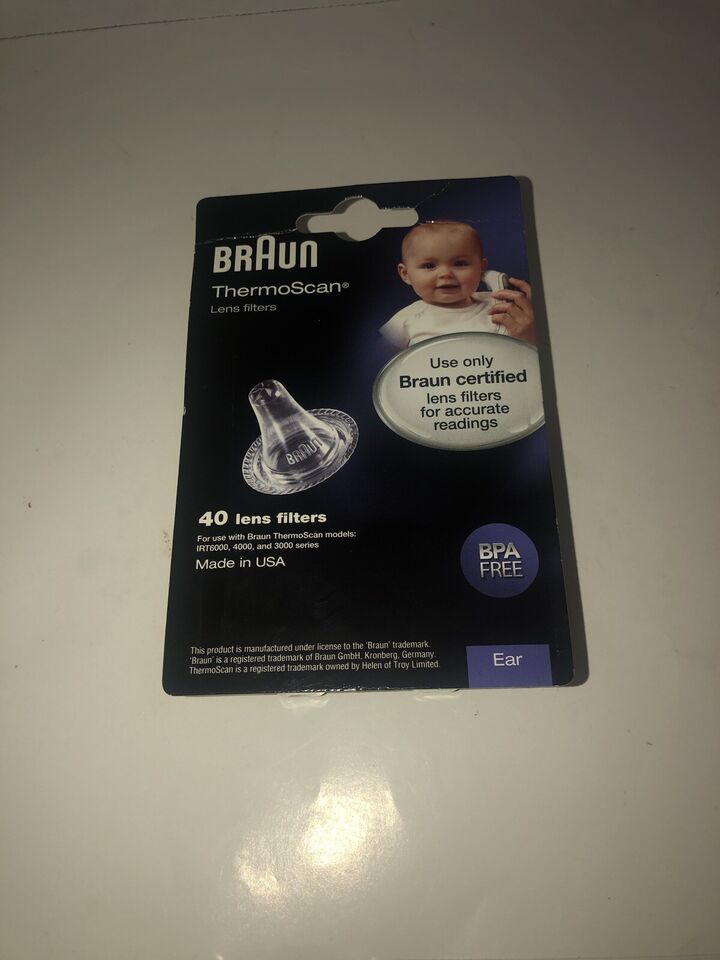 BRAUN
ThermoScan®
Lens filters
Use only
Braun certified
lens filters
for accurate
readings
BRAUN
40 lens filters
For use with Braun ThermoScan models:
IRT6000, 4000, and 3000 series
Made in USA
BPA
FREE
This product is manufactured under license to the 'Braun' trademark.
'Braun' is a registered trademark of Braun GmbH, Kronberg, Germany.
ThermoScan is a registered trademark owned by Helen of Troy Limited.
Ear